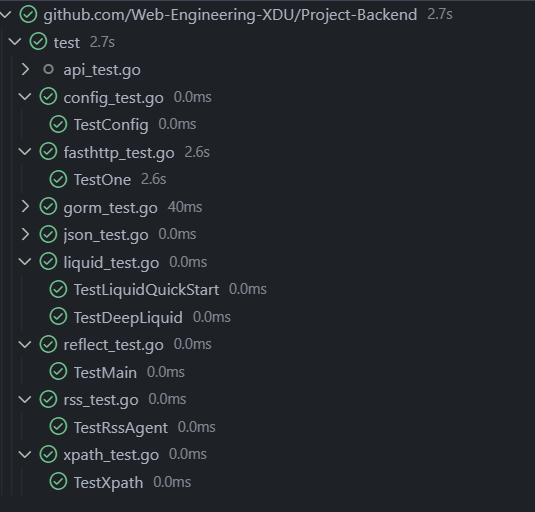 github.com/Web-Engineering-XDU/Project-Backend 2.7s
test 2.7s
api_test.go
config_test.go 0.0ms
TestConfig 0.0ms
fasthttp_test.go 2.6s
TestOne 2.6s
gorm_test.go 40ms
json_test.go 0.0ms
liquid_test.go 0.0ms
TestLiquidQuickStart 0.0ms
TestDeepLiquid 0.0ms
reflect_test.go 0.0ms
TestMain 0.0ms
rss_test.go 0.0ms
TestRssAgent 0.0ms
xpath_test.go 0.0ms
TestXpath 0.0ms